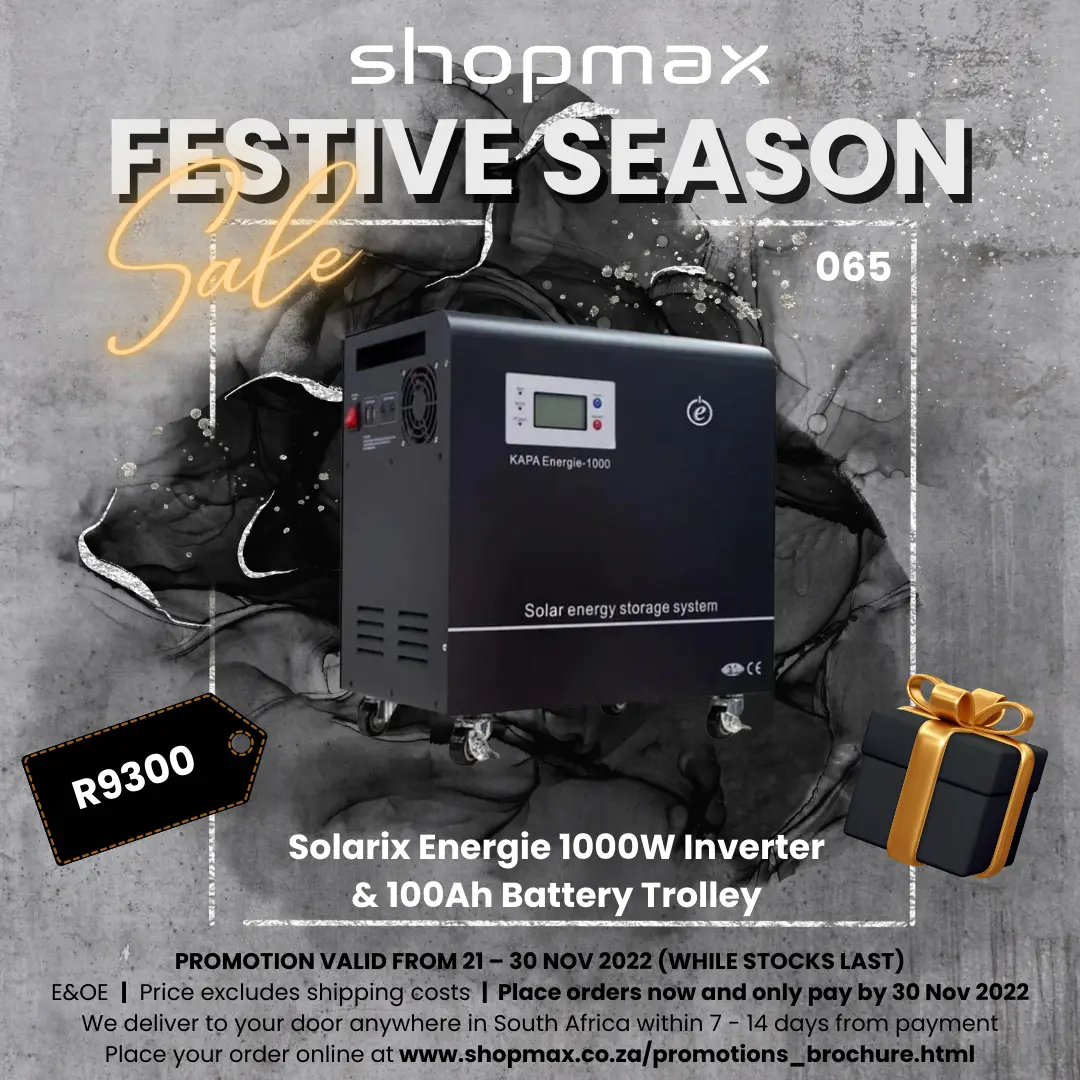 shopmax
FESTIVE SEASON
Sale
065
KAPA Energie-1000
Solar energy storage system
CE
R9300
Solarix Energie 1000W Inverter
& 100Ah Battery Trolley
PROMOTION VALID FROM 21 – 30 NOV 2022 (WHILE STOCKS LAST)
E&OE | Price excludes shipping costs | Place orders now and only pay by 30 Nov 2022
We deliver to your door anywhere in South Africa within 7 - 14 days from payment
Place your order online at www.shopmax.co.za/promotions_brochure.html